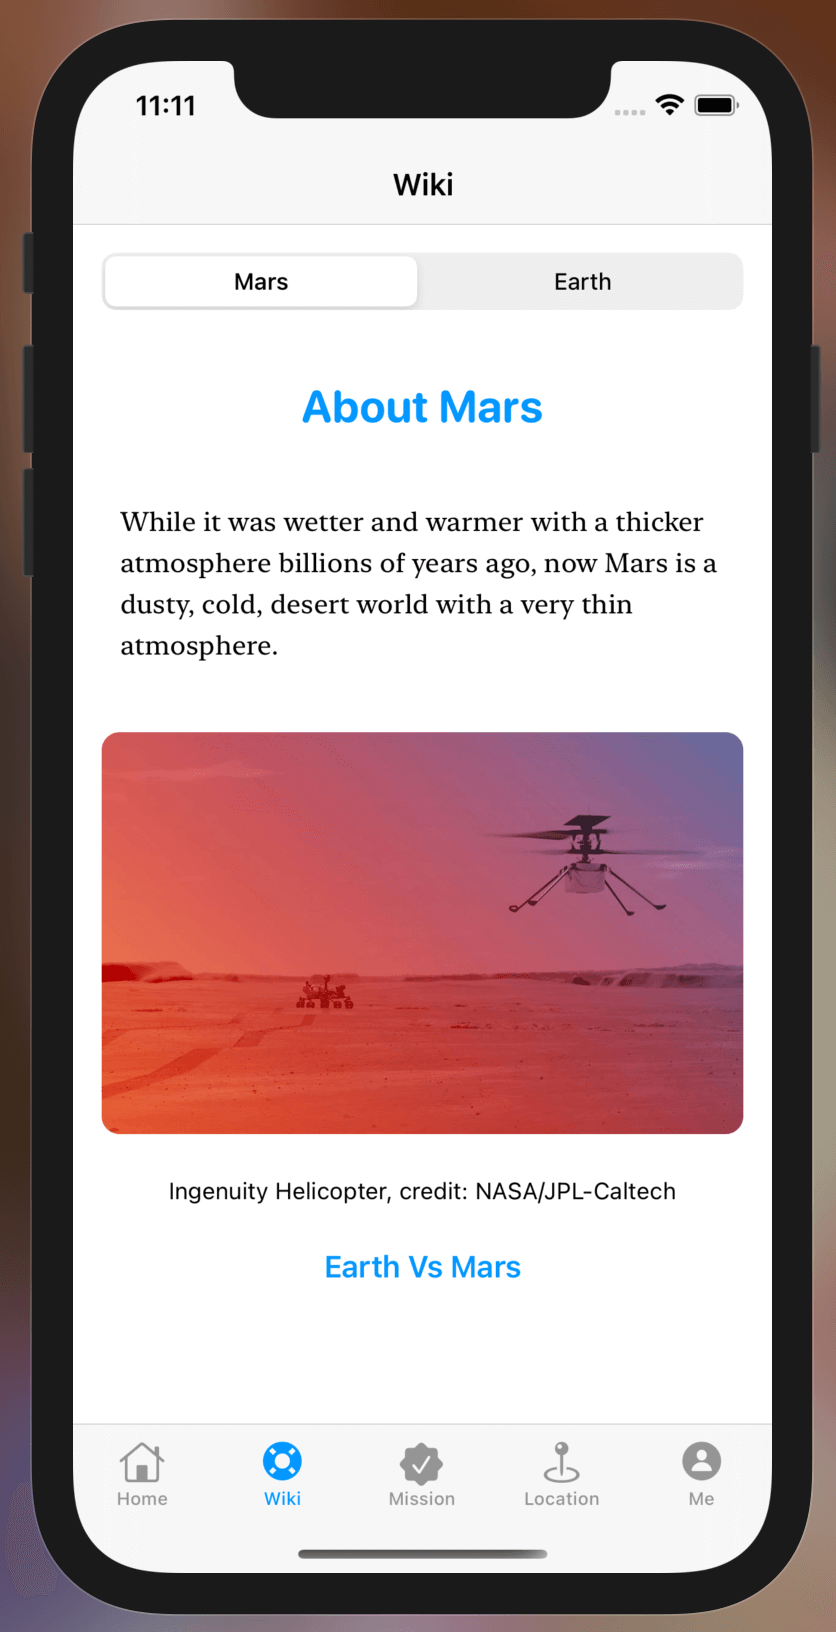 11:11
Wiki
Mars
Earth
About Mars
While it was wetter and warmer with a thicker
atmosphere billions of years ago, now Mars is a
dusty, cold, desert world with a very thin
atmosphere.
Ingenuity Helicopter, credit: NASA/JPL-Caltech
Earth Vs Mars
Home
Wiki
Mission
Location
Me